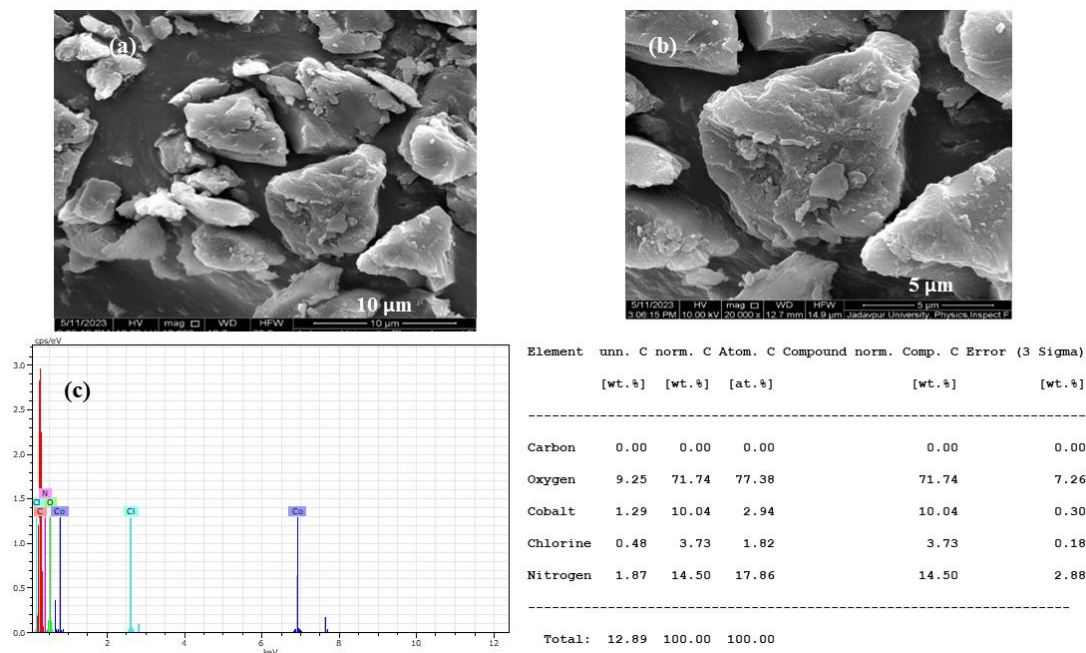 (a)
10 µm
5/11/2023 HV mag WD HFW 10 µm
(b)
5 µm
5/11/2023 HV mag WD HFW 5 µm
3:06:15 PM 10.00 kV 20 000 x 12.7 mm 14.9 µm Jadavpur University, Physics,Inspect F
cps/eV
(c)
3.0
2.5
2.0
1.5
1.0
0.5
0.0
N
Cl O
C Co Cl Co
2 4 6 8 10 12
keV
Element unn. C norm. C Atom. C Compound norm. Comp. C Error (3 Sigma)
[wt.%] [wt.%] [at.%] [wt.%] [wt.%]
Carbon 0.00 0.00 0.00 0.00 0.00
Oxygen 9.25 71.74 77.38 71.74 7.26
Cobalt 1.29 10.04 2.94 10.04 0.30
Chlorine 0.48 3.73 1.82 3.73 0.18
Nitrogen 1.87 14.50 17.86 14.50 2.88
Total: 12.89 100.00 100.00